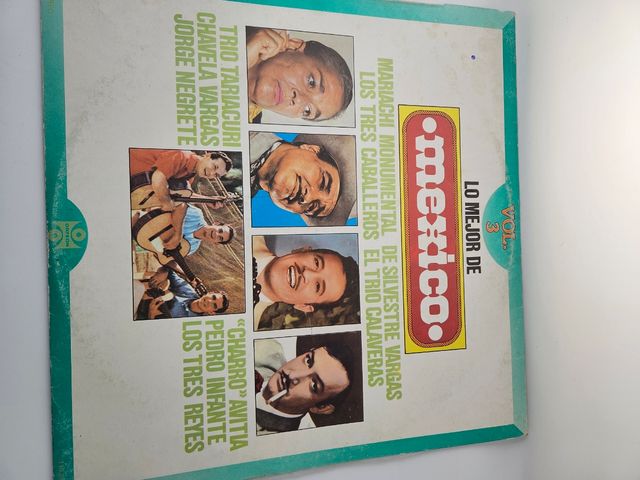 VOL. 3
LO MEJOR DE
·mexico·
MARIACHI MONUMENTAL DE SILVESTRE VARGAS
LOS TRES CABALLEROS EL TRIO CALAVERAS
TRIO TARIACURI
CHAVELA VARGAS
JORGE NEGRETE
"CHARRO" AVITIA
PEDRO INFANTE
LOS TRES REYES
ORFEON